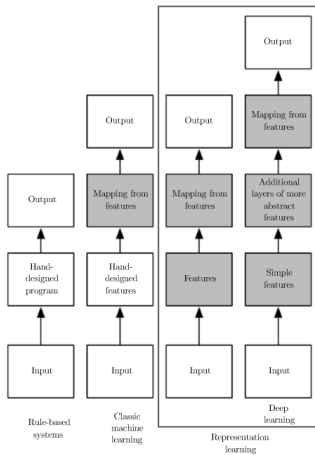 Output
Output
Output
Mapping from
features
Output
Mapping from
features
Mapping from
features
Additional
layers of more
abstract
features
Hand-
designed
program
Hand-
designed
features
Features
Simple
features
Input
Input
Input
Input
Rule-based
systems
Classic
machine
learning
Representation
learning
Deep
learning